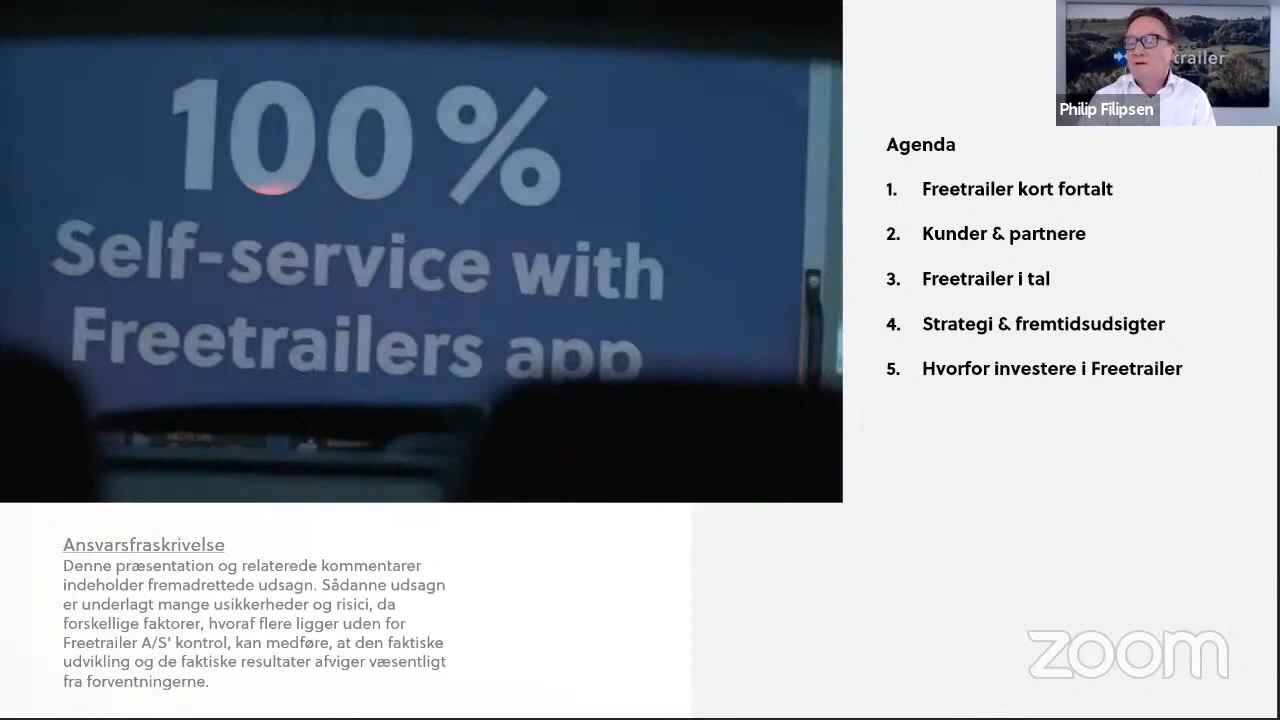 100%
Self-service with
Freetrailers app
trailer
Philip Filipsen
Agenda
1. Freetrailer kort fortalt
2. Kunder & partnere
3. Freetrailer i tal
4. Strategi & fremtidsudsigter
5. Hvorfor investere i Freetrailer
Ansvarsfraskrivelse
Denne præsentation og relaterede kommentarer
indeholder fremadrettede udsagn. Sådanne udsagn
er underlagt mange usikkerheder og risici, da
forskellige faktorer, hvoraf flere ligger uden for
Freetrailer A/S' kontrol, kan medføre, at den faktiske
udvikling og de faktiske resultater afviger væsentligt
fra forventningerne.
zoom